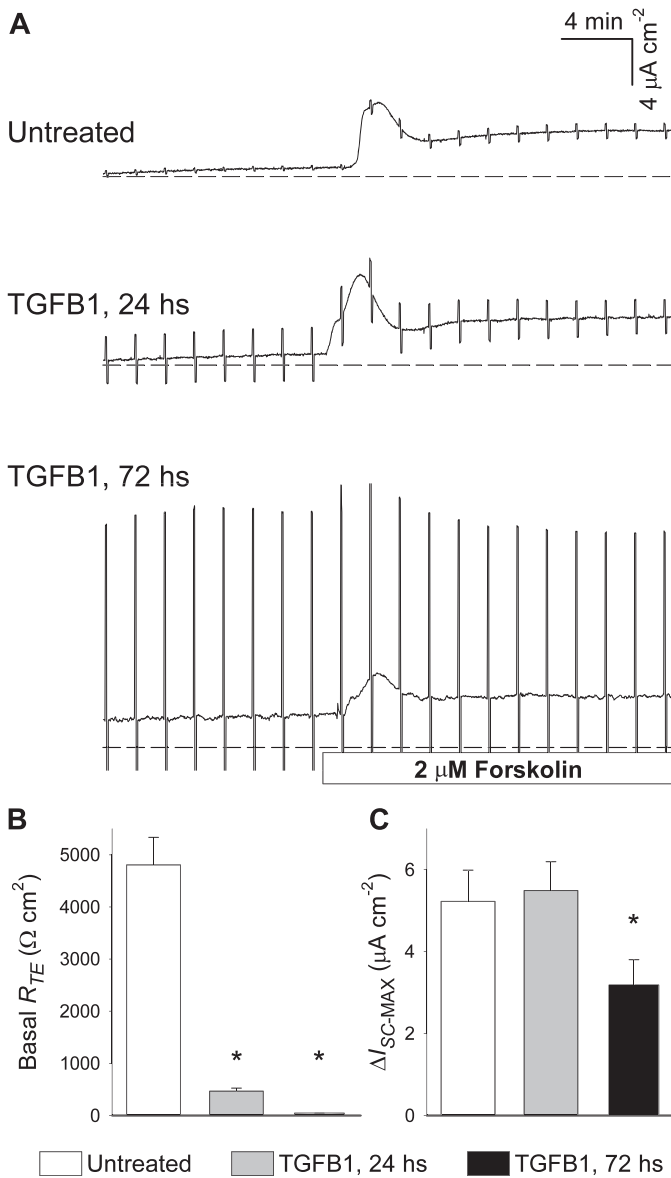 A
4 min
4 μA cm-2
Untreated
TGFB1, 24 hs
TGFB1, 72 hs
2 μM Forskolin
B
C
Basal RTE (Ω cm2)
5000
4000
3000
2000
1000
0
* *
ΔISC-MAX (μA cm-2)
6
4
2
0
*
Untreated TGFB1, 24 hs TGFB1, 72 hs